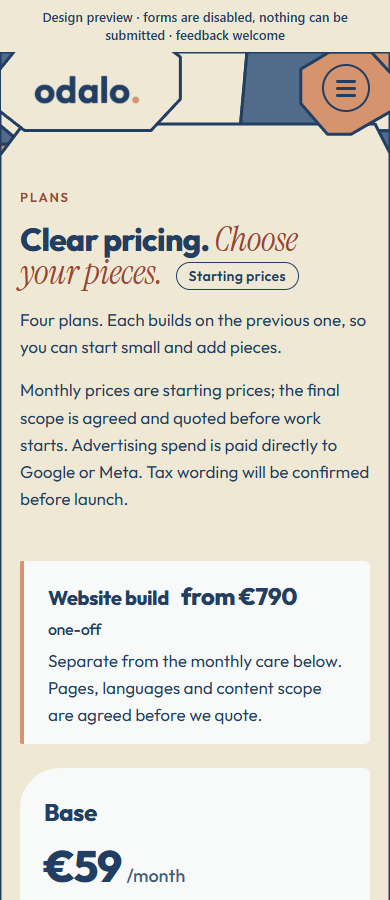 Design preview · forms are disabled, nothing can be
submitted · feedback welcome
odalo.
PLANS
Clear pricing. Choose
your pieces. Starting prices
Four plans. Each builds on the previous one, so
you can start small and add pieces.
Monthly prices are starting prices; the final
scope is agreed and quoted before work
starts. Advertising spend is paid directly to
Google or Meta. Tax wording will be confirmed
before launch.
Website build from €790
one-off
Separate from the monthly care below.
Pages, languages and content scope
are agreed before we quote.
Base
€59 /month